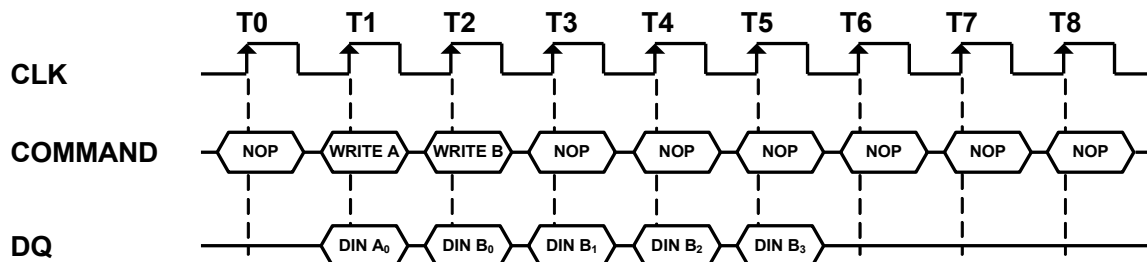 T0 T1 T2 T3 T4 T5 T6 T7 T8
CLK
COMMAND NOP WRITE A WRITE B NOP NOP NOP NOP NOP NOP
DQ DIN A₀ DIN B₀ DIN B₁ DIN B₂ DIN B₃